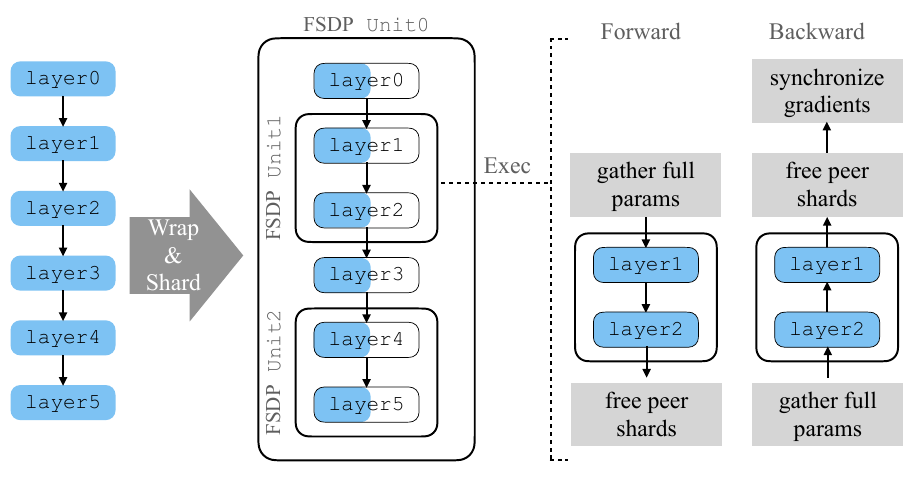 layer0
layer1
layer2
layer3
layer4
layer5
Wrap
&
Shard
FSDP Unit0
layer0
FSDP Unit1
layer1
layer2
layer3
FSDP Unit2
layer4
layer5
Exec
Forward
gather full
params
layer1
layer2
free peer
shards
Backward
synchronize
gradients
free peer
shards
layer1
layer2
gather full
params